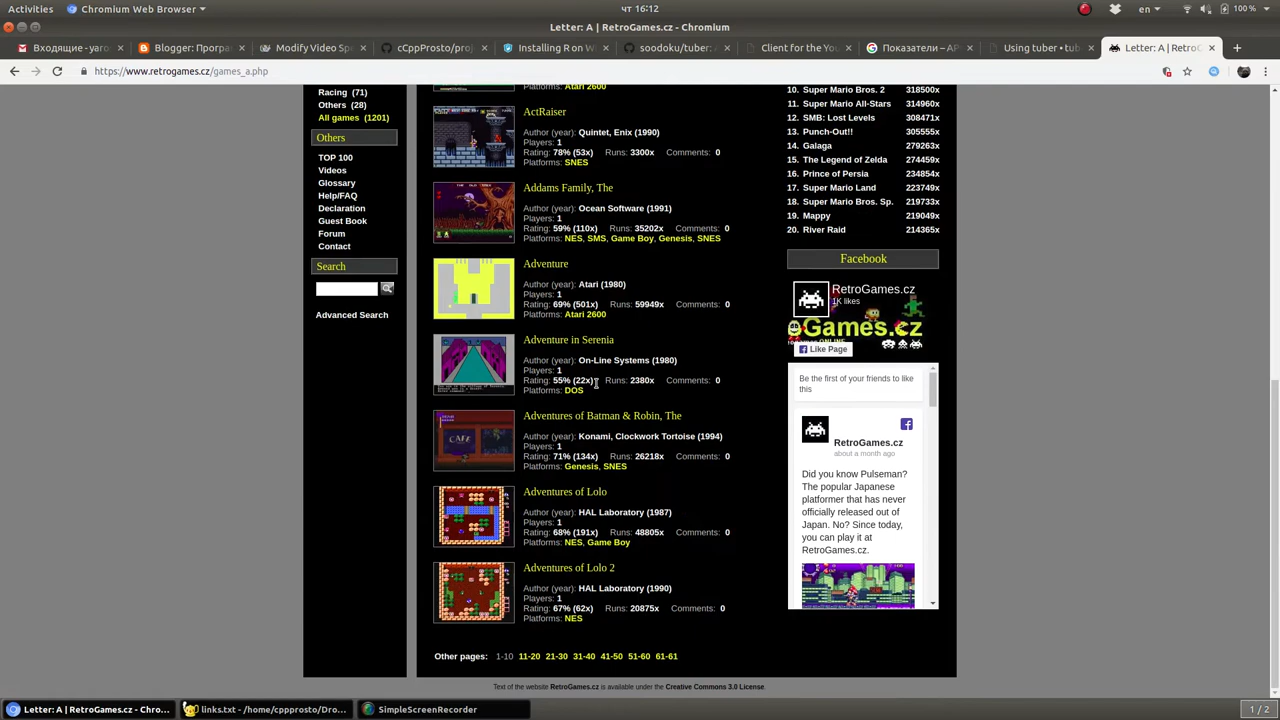 Activities
Chromium Web Browser
чт 16:12
en
100 %
Letter: A | RetroGames.cz - Chromium
Входящие - yaro
Blogger: Програм
Modify Video Spe
cCppProsto/proj
Installing R on W
soodoku/tuber:
Client for the You
Показатели – API
Using tuber • tub
Letter: A | RetroG
https://www.retrogames.cz/games_a.php
Racing (71)
Others (28)
All games (1201)
Others
TOP 100
Videos
Glossary
Help/FAQ
Declaration
Guest Book
Forum
Contact
Search
Advanced Search
Atari 2600
ActRaiser
Author (year): Quintet, Enix (1990)
Players: 1
Rating: 78% (53x) Runs: 3300x Comments: 0
Platforms: SNES
Addams Family, The
Author (year): Ocean Software (1991)
Players: 1
Rating: 59% (110x) Runs: 35202x Comments: 0
Platforms: NES, SMS, Game Boy, Genesis, SNES
Adventure
Author (year): Atari (1980)
Players: 1
Rating: 69% (501x) Runs: 59949x Comments: 0
Platforms: Atari 2600
Adventure in Serenia
Author (year): On-Line Systems (1980)
Players: 1
Rating: 55% (22x) Runs: 2380x Comments: 0
Platforms: DOS
Adventures of Batman & Robin, The
Author (year): Konami, Clockwork Tortoise (1994)
Players: 1
Rating: 71% (134x) Runs: 26218x Comments: 0
Platforms: Genesis, SNES
CAFE
Adventures of Lolo
Author (year): HAL Laboratory (1987)
Players: 1
Rating: 68% (191x) Runs: 48805x Comments: 0
Platforms: NES, Game Boy
Adventures of Lolo 2
Author (year): HAL Laboratory (1990)
Players: 1
Rating: 67% (62x) Runs: 20875x Comments: 0
Platforms: NES
Other pages: 1-10 11-20 21-30 31-40 41-50 51-60 61-61
10. Super Mario Bros. 2 318500x
11. Super Mario All-Stars 314960x
12. SMB: Lost Levels 308471x
13. Punch-Out!! 305555x
14. Galaga 279263x
15. The Legend of Zelda 274459x
16. Prince of Persia 234854x
17. Super Mario Land 223749x
18. Super Mario Bros. Sp. 219733x
19. Mappy 219049x
20. River Raid 214365x
Facebook
RetroGames.cz
1K likes
oGames.cz
Like Page
Be the first of your friends to like
this
RetroGames.cz
about a month ago
Did you know Pulseman?
The popular Japanese
platformer that has never
officially released out of
Japan. No? Since today,
you can play it at
RetroGames.cz.
Text of the website RetroGames.cz is available under the Creative Commons 3.0 License.
Letter: A | RetroGames.cz - Chro...
links.txt - /home/cppprosto/Dro...
SimpleScreenRecorder
1 / 2